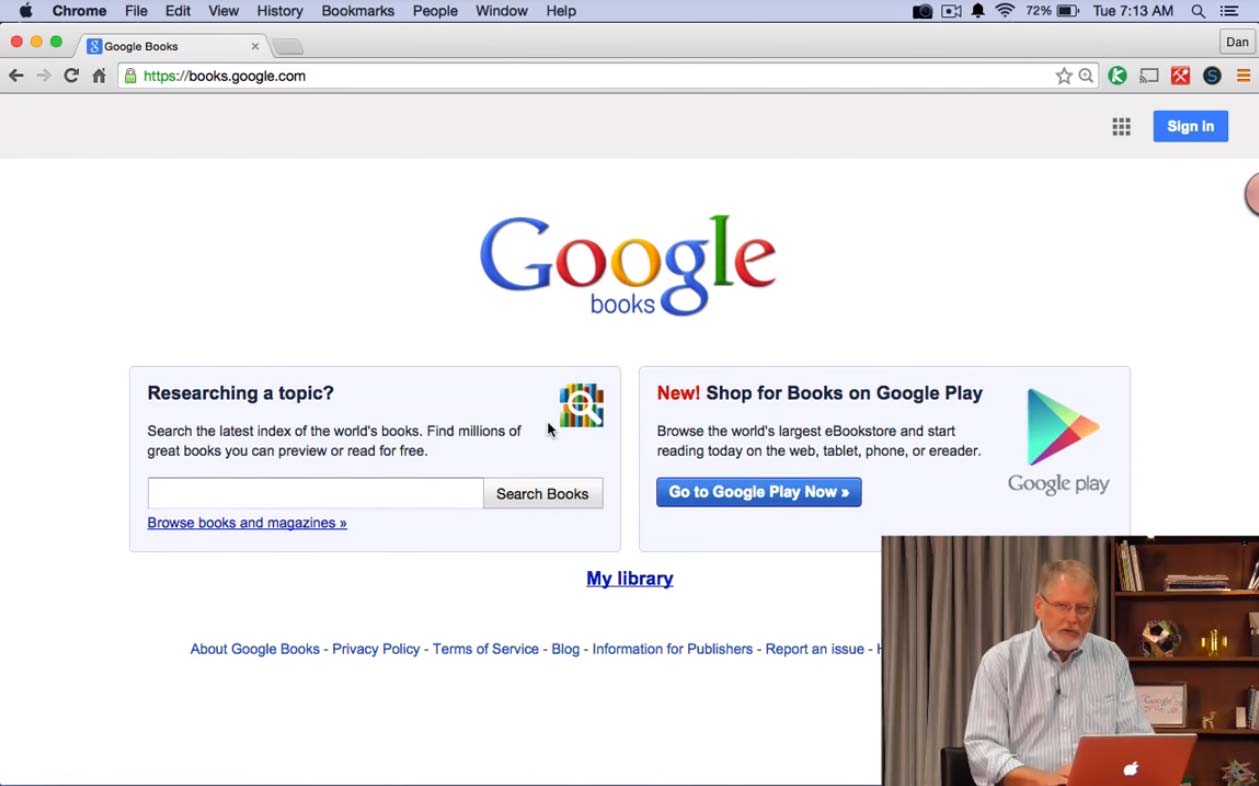 Chrome File Edit View History Bookmarks People Window Help 72% Tue 7:13 AM
Google Books Dan
https://books.google.com
Sign in
Google
books
Researching a topic?
Search the latest index of the world's books. Find millions of
great books you can preview or read for free.
Search Books
Browse books and magazines »
New! Shop for Books on Google Play
Browse the world's largest eBookstore and start
reading today on the web, tablet, phone, or ereader.
Go to Google Play Now »
Google play
My library
About Google Books - Privacy Policy - Terms of Service - Blog - Information for Publishers - Report an issue - H
Google